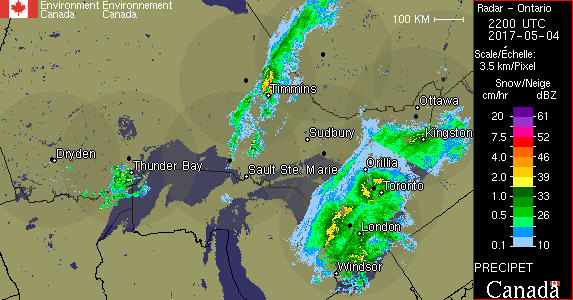 Environment Environnement
Canada Canada
100 KM
Timmins
Ottawa
Sudbury
Kingston
Dryden
Thunder Bay
Sault Ste. Marie
Orillia
Toronto
London
Windsor
Radar - Ontario
2200 UTC
2017-05-04
Scale/Échelle:
3.5 km/Pixel
Snow/Neige
cm/hr dBZ
20 61
7.5 52
4.0 46
2.0 39
1.0 33
0.5 26
0.1 10
PRECIPET
Canada